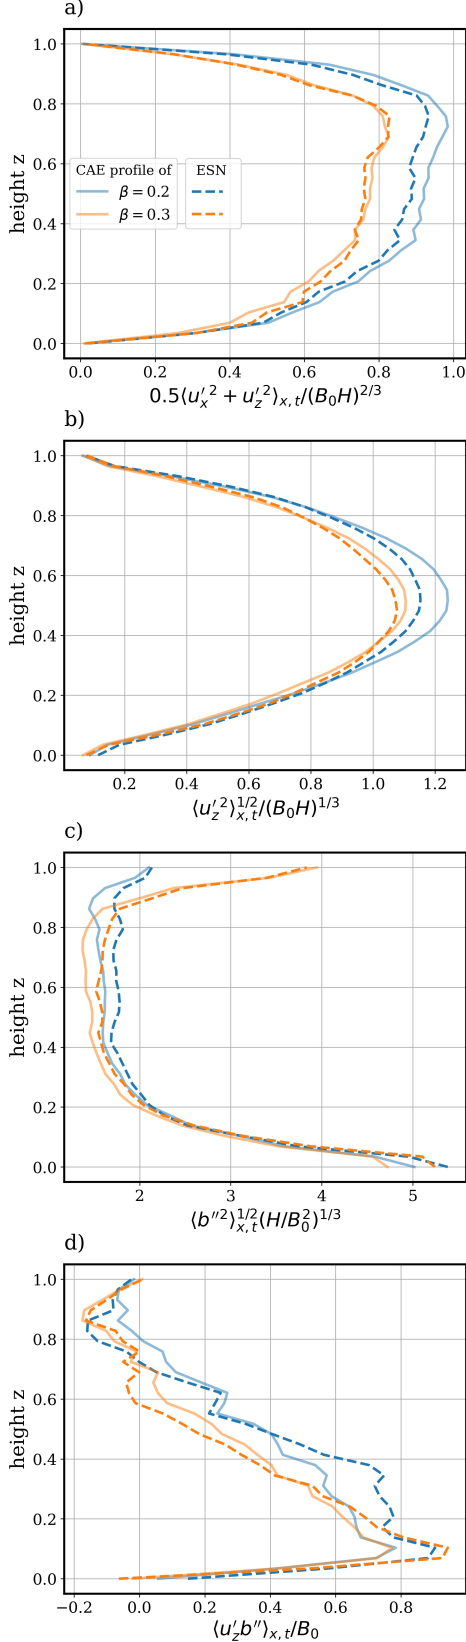 a)
1.0
0.8
0.6
0.4
0.2
0.0
height z
CAE profile of ESN
β = 0.2
β = 0.3
0.0 0.2 0.4 0.6 0.8 1.0
0.5⟨u′ₓ² + u′_z²⟩ₓ,ₜ/(B₀H)^{2/3}
b)
1.0
0.8
0.6
0.4
0.2
0.0
height z
0.2 0.4 0.6 0.8 1.0 1.2
⟨u′_z²⟩^{1/2}_{x,t}/(B₀H)^{1/3}
c)
1.0
0.8
0.6
0.4
0.2
0.0
height z
2 3 4 5
⟨b″²⟩^{1/2}_{x,t}(H/B₀²)^{1/3}
d)
1.0
0.8
0.6
0.4
0.2
0.0
height z
−0.2 0.0 0.2 0.4 0.6 0.8
⟨u′_z b″⟩_{x,t}/B₀